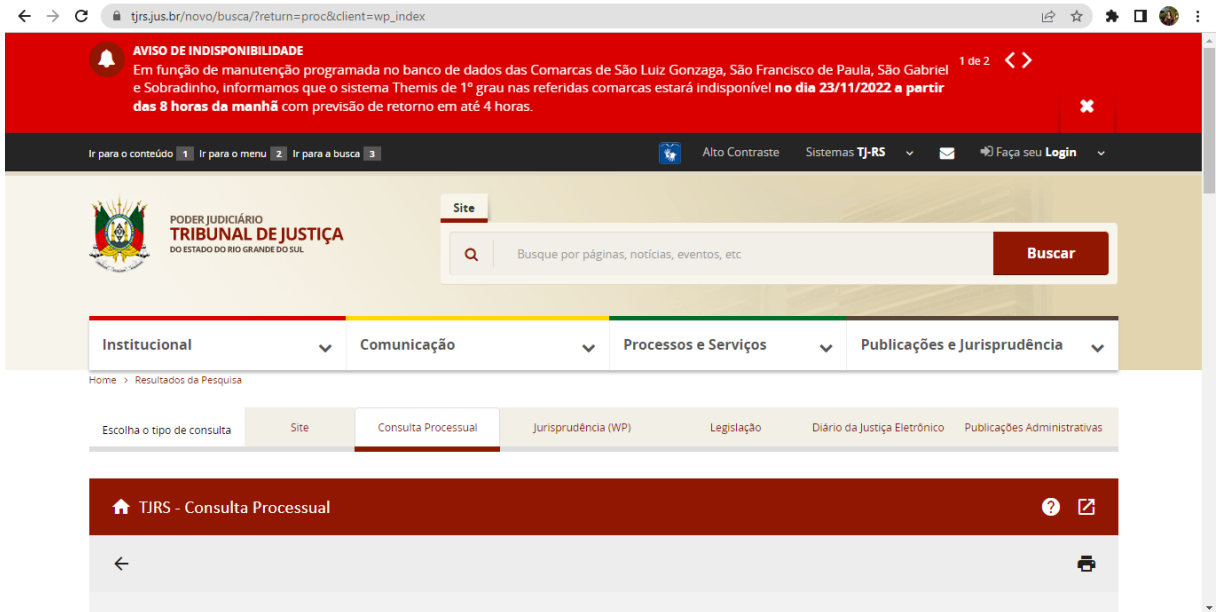 tjrs.jus.br/novo/busca/?return=proc&client=wp_index
AVISO DE INDISPONIBILIDADE
Em função de manutenção programada no banco de dados das Comarcas de São Luiz Gonzaga, São Francisco de Paula, São Gabriel
e Sobradinho, informamos que o sistema Themis de 1º grau nas referidas comarcas estará indisponível no dia 23/11/2022 a partir
das 8 horas da manhã com previsão de retorno em até 4 horas.
1 de 2
Ir para o conteúdo 1 Ir para o menu 2 Ir para a busca 3
Alto Contraste
Sistemas TJ-RS
Faça seu Login
PODER JUDICIÁRIO
TRIBUNAL DE JUSTIÇA
DO ESTADO DO RIO GRANDE DO SUL
Site
Busque por páginas, notícias, eventos, etc
Buscar
Institucional
Comunicação
Processos e Serviços
Publicações e Jurisprudência
Home > Resultados da Pesquisa
Escolha o tipo de consulta
Site
Consulta Processual
Jurisprudência (WP)
Legislação
Diário da Justiça Eletrônico
Publicações Administrativas
TJRS - Consulta Processual